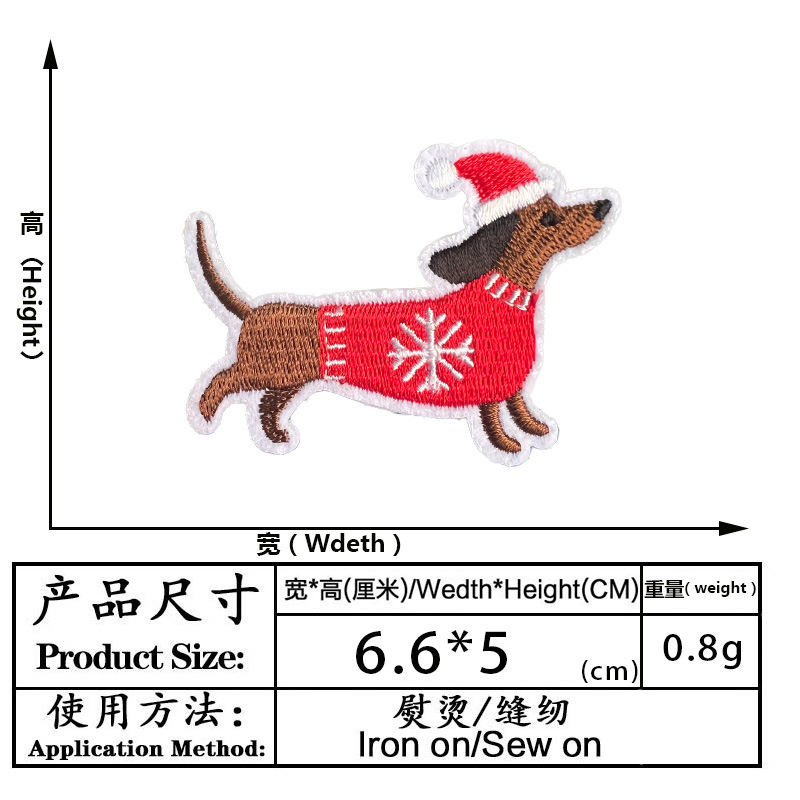 高（Height）
宽（Wdeth）
产品尺寸
Product Size:
宽*高(厘米)/Wedth*Height(CM)
重量( weight )
6.6*5 (cm)
0.8g
使用方法：
Application Method:
熨烫/缝纫
Iron on/Sew on